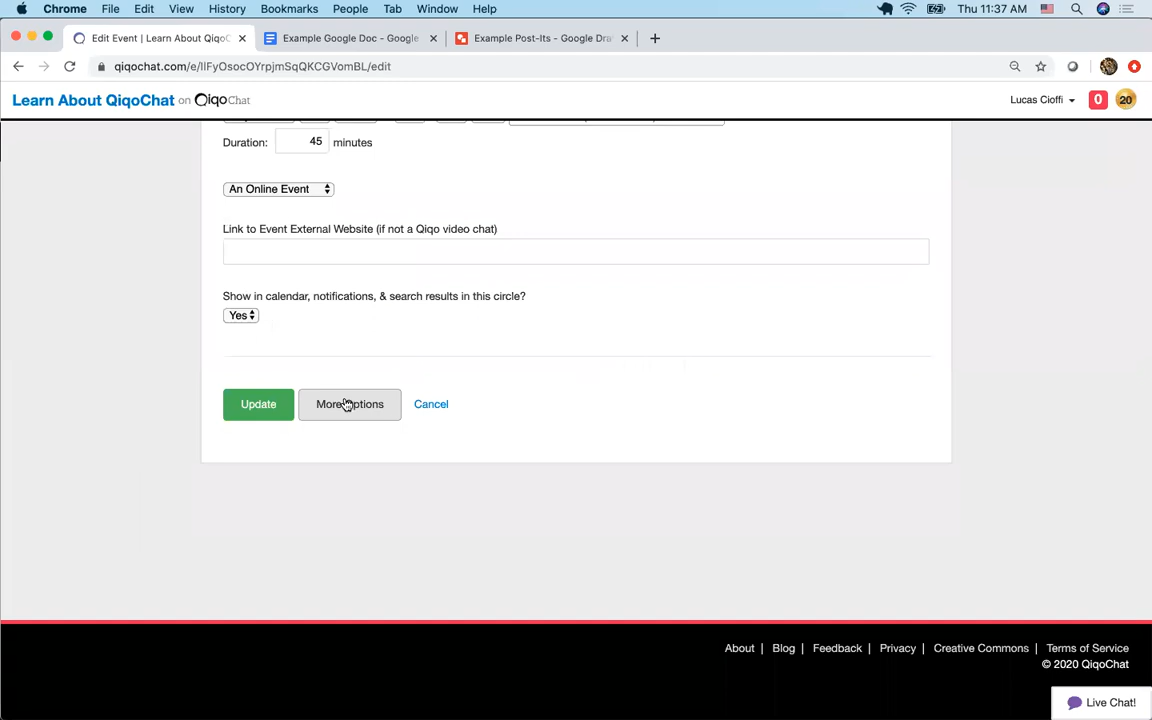 Chrome File Edit View History Bookmarks People Tab Window Help Thu 11:37 AM
Edit Event | Learn About QiqoC Example Google Doc - Google Example Post-Its - Google Dra
qiqochat.com/e/IlFyOsocOYrpjmSqQKCGVomBL/edit
Learn About QiqoChat on QiqoChat Lucas Cioffi 0 20
Duration: 45 minutes
An Online Event
Link to Event External Website (if not a Qiqo video chat)
Show in calendar, notifications, & search results in this circle?
Yes
Update More Options Cancel
About | Blog | Feedback | Privacy | Creative Commons | Terms of Service
© 2020 QiqoChat
Live Chat!